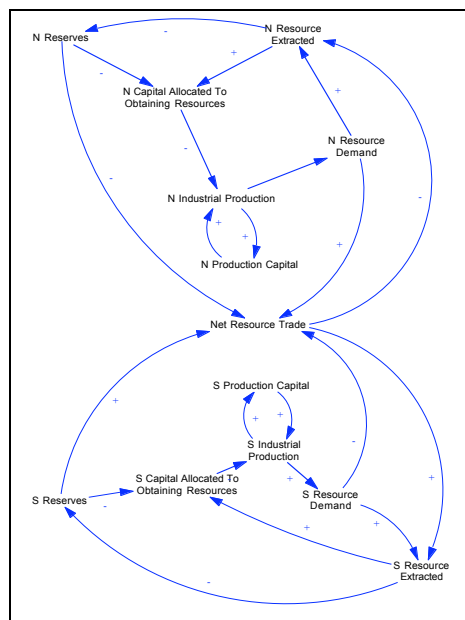 N Reserves
N Resource
Extracted
-
+
-
N Capital Allocated To
Obtaining Resources
+
N Resource
Demand
-
-
N Industrial Production
-
+
+
+
N Production Capital
Net Resource Trade
S Production Capital
+
+
+
S Industrial
Production
-
S Capital Allocated To
Obtaining Resources
+
+
S Reserves
-
S Resource
Demand
+
+
S Resource
Extracted
-